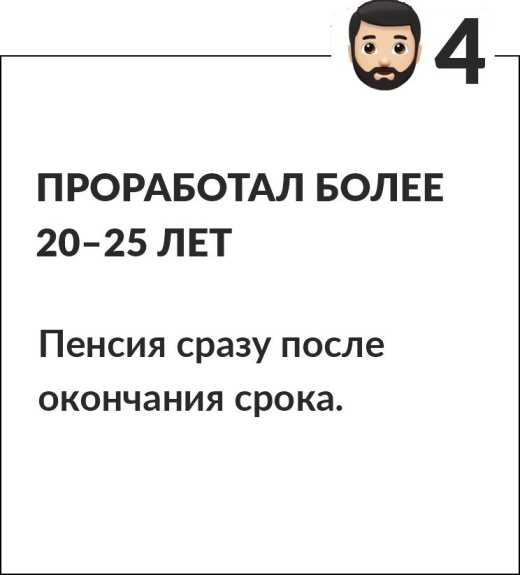 4
ПРОРАБОТАЛ БОЛЕЕ
20–25 ЛЕТ
Пенсия сразу после
окончания срока.